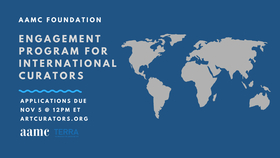 AAMC FOUNDATION
ENGAGEMENT
PROGRAM FOR
INTERNATIONAL
CURATORS
APPLICATIONS DUE
NOV 5 @ 12PM ET
ARTCURATORS.ORG
aamc TERRA